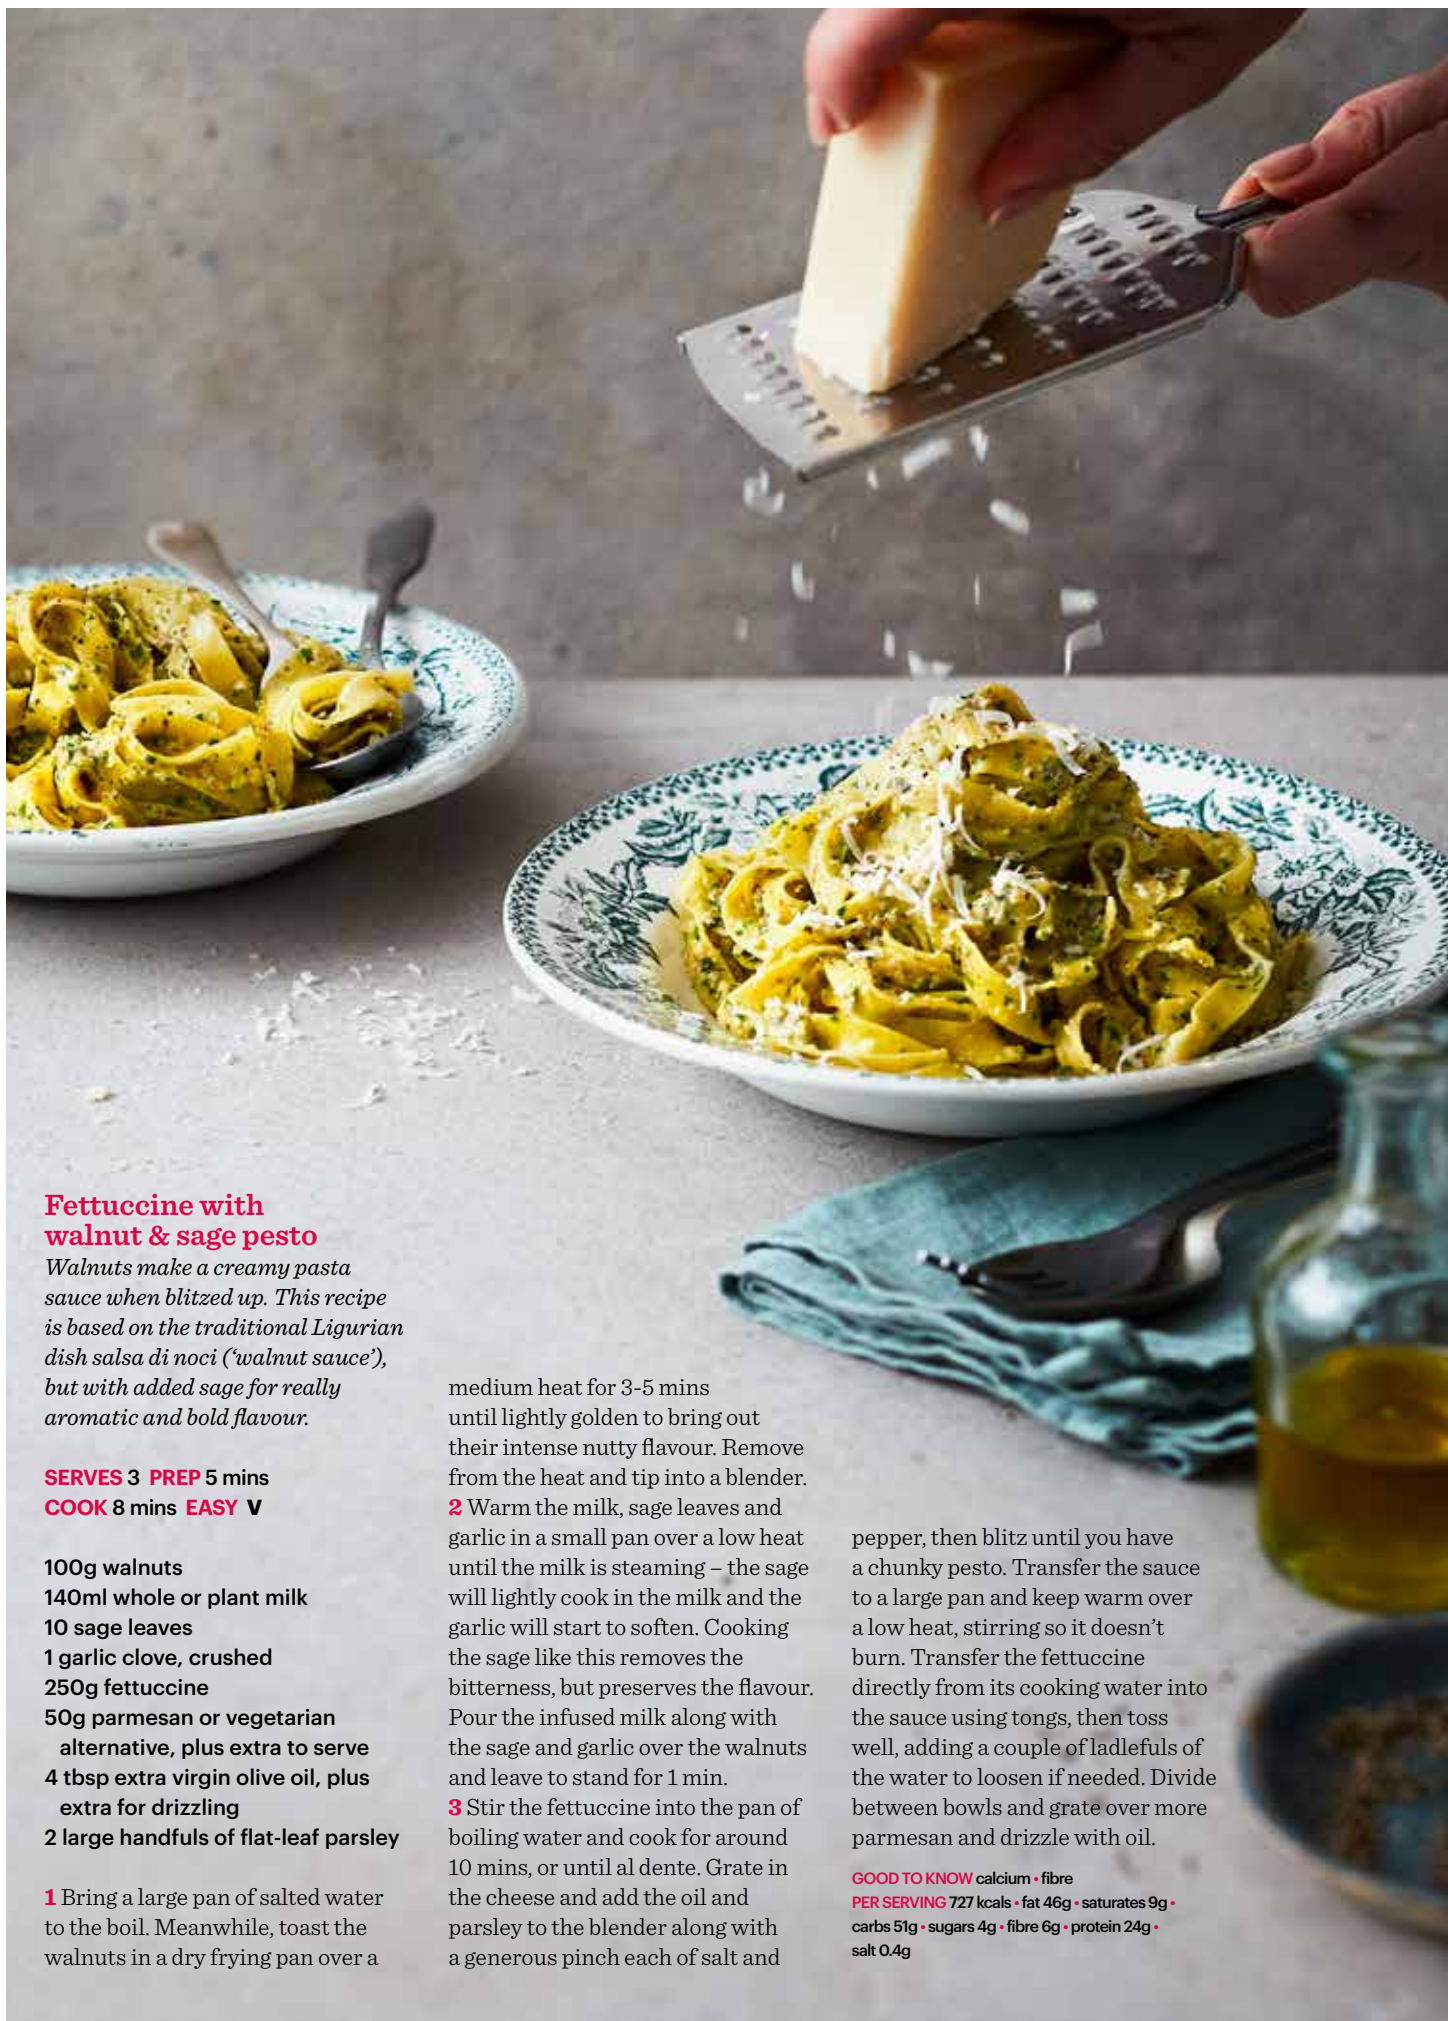 Fettuccine with
walnut & sage pesto
Walnuts make a creamy pasta
sauce when blitzed up. This recipe
is based on the traditional Ligurian
dish salsa di noci (‘walnut sauce’),
but with added sage for really
aromatic and bold flavour.
SERVES 3 PREP 5 mins
COOK 8 mins EASY V
100g walnuts
140ml whole or plant milk
10 sage leaves
1 garlic clove, crushed
250g fettuccine
50g parmesan or vegetarian
alternative, plus extra to serve
4 tbsp extra virgin olive oil, plus
extra for drizzling
2 large handfuls of flat-leaf parsley
1 Bring a large pan of salted water
to the boil. Meanwhile, toast the
walnuts in a dry frying pan over a
medium heat for 3-5 mins
until lightly golden to bring out
their intense nutty flavour. Remove
from the heat and tip into a blender.
2 Warm the milk, sage leaves and
garlic in a small pan over a low heat
until the milk is steaming – the sage
will lightly cook in the milk and the
garlic will start to soften. Cooking
the sage like this removes the
bitterness, but preserves the flavour.
Pour the infused milk along with
the sage and garlic over the walnuts
and leave to stand for 1 min.
3 Stir the fettuccine into the pan of
boiling water and cook for around
10 mins, or until al dente. Grate in
the cheese and add the oil and
parsley to the blender along with
a generous pinch each of salt and
pepper, then blitz until you have
a chunky pesto. Transfer the sauce
to a large pan and keep warm over
a low heat, stirring so it doesn’t
burn. Transfer the fettuccine
directly from its cooking water into
the sauce using tongs, then toss
well, adding a couple of ladlefuls of
the water to loosen if needed. Divide
between bowls and grate over more
parmesan and drizzle with oil.
GOOD TO KNOW calcium • fibre
PER SERVING 727 kcals • fat 46g • saturates 9g •
carbs 51g • sugars 4g • fibre 6g • protein 24g •
salt 0.4g